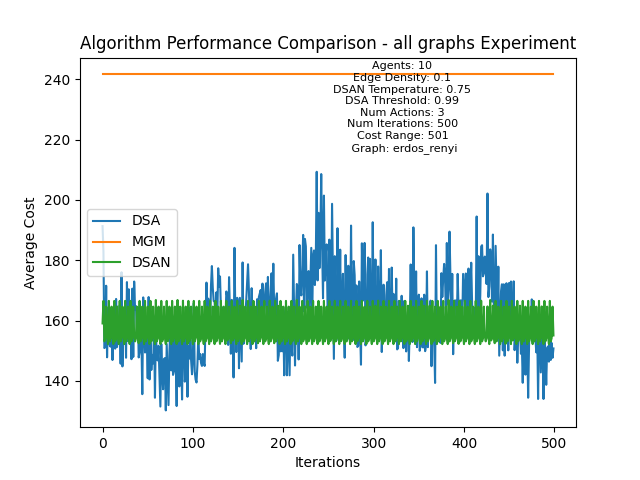 Algorithm Performance Comparison - all graphs Experiment
Agents: 10
Edge Density: 0.1
DSAN Temperature: 0.75
DSA Threshold: 0.99
Num Actions: 3
Num Iterations: 500
Cost Range: 501
Graph: erdos_renyi
240
220
200
180
160
140
Average Cost
DSA
MGM
DSAN
0 100 200 300 400 500
Iterations